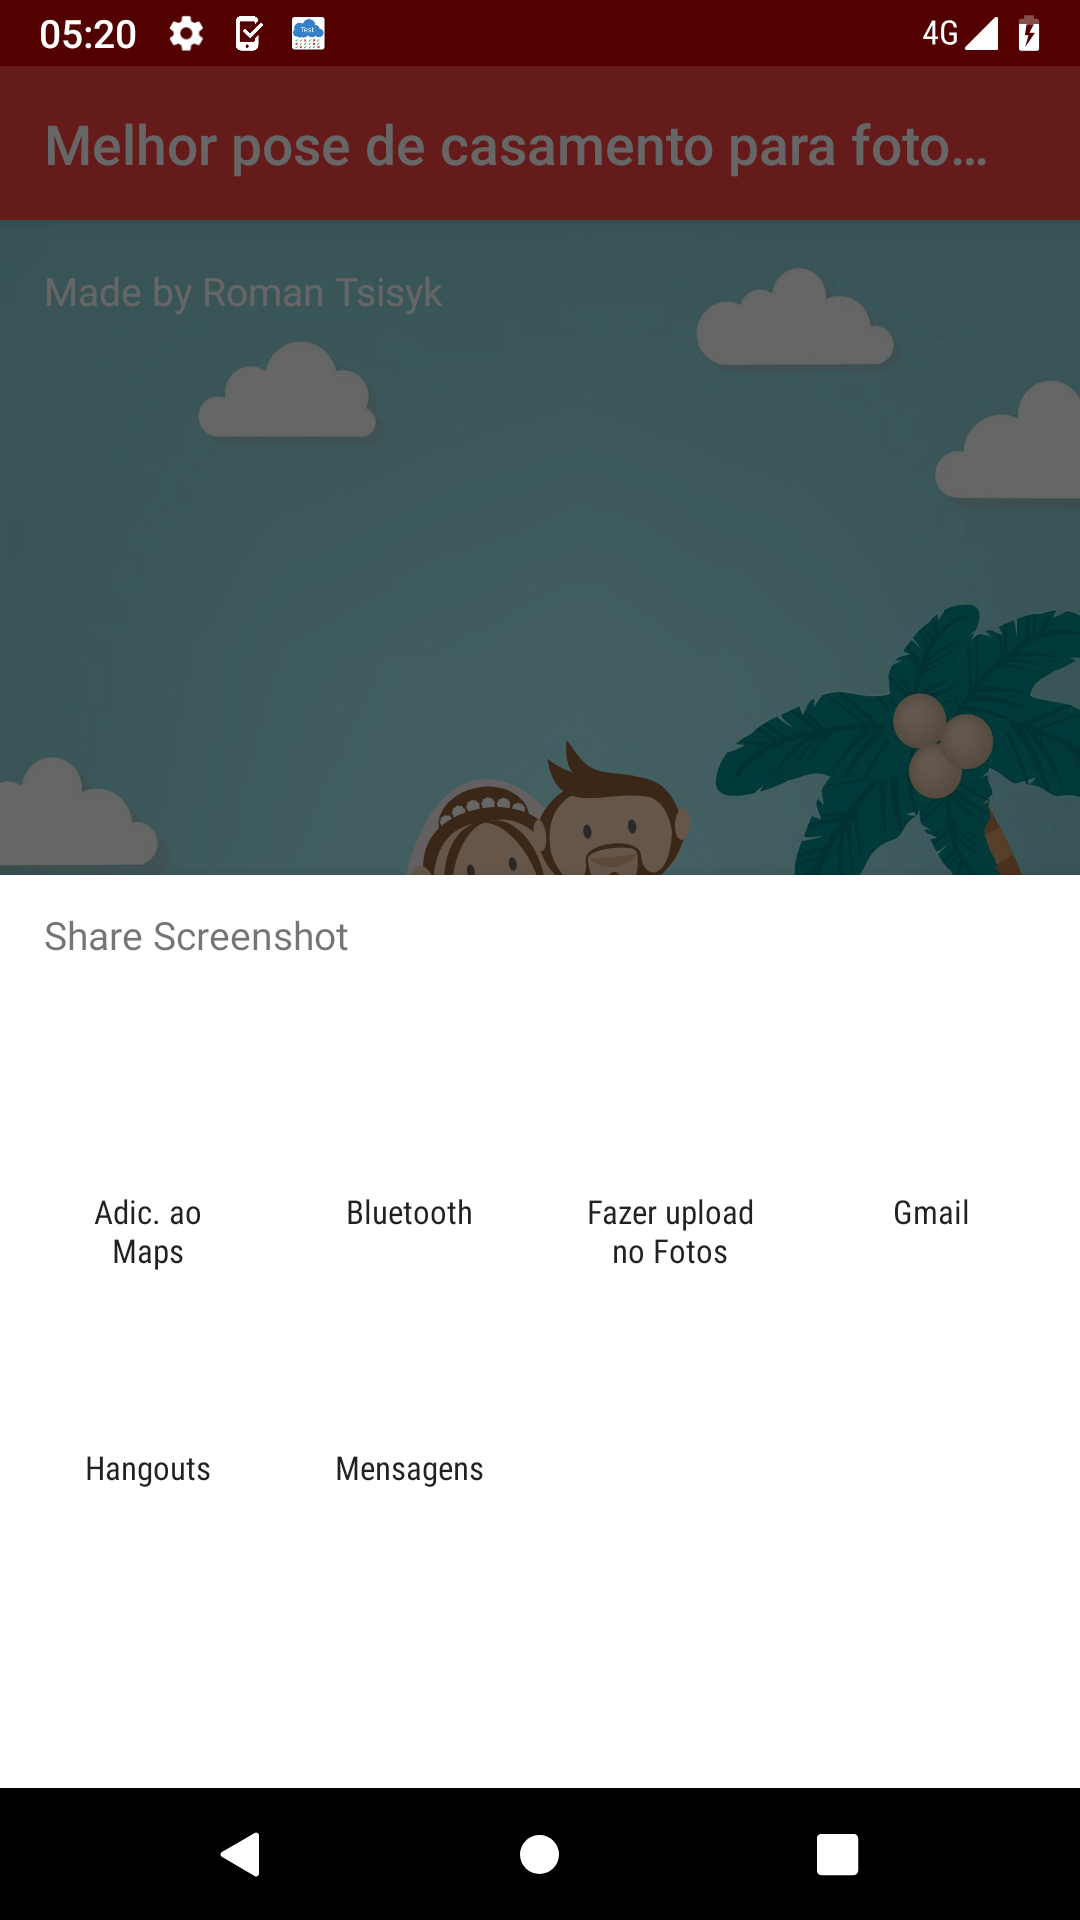 05:20
4G
Melhor pose de casamento para foto…
Made by Roman Tsisyk
Share Screenshot
Adic. ao
Maps
Bluetooth
Fazer upload
no Fotos
Gmail
Hangouts
Mensagens